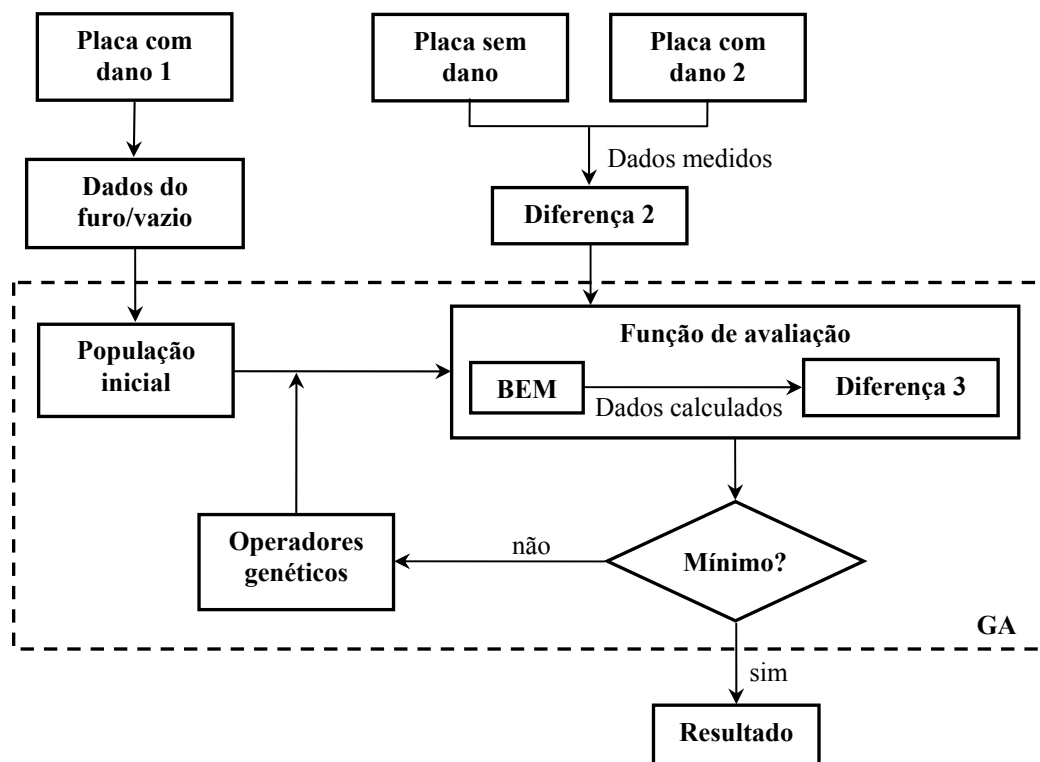 Placa com
dano 1
Placa sem
dano
Placa com
dano 2
Dados medidos
Dados do
furo/vazio
Diferença 2
População
inicial
Função de avaliação
BEM
Dados calculados
Diferença 3
Operadores
genéticos
não
Mínimo?
GA
sim
Resultado